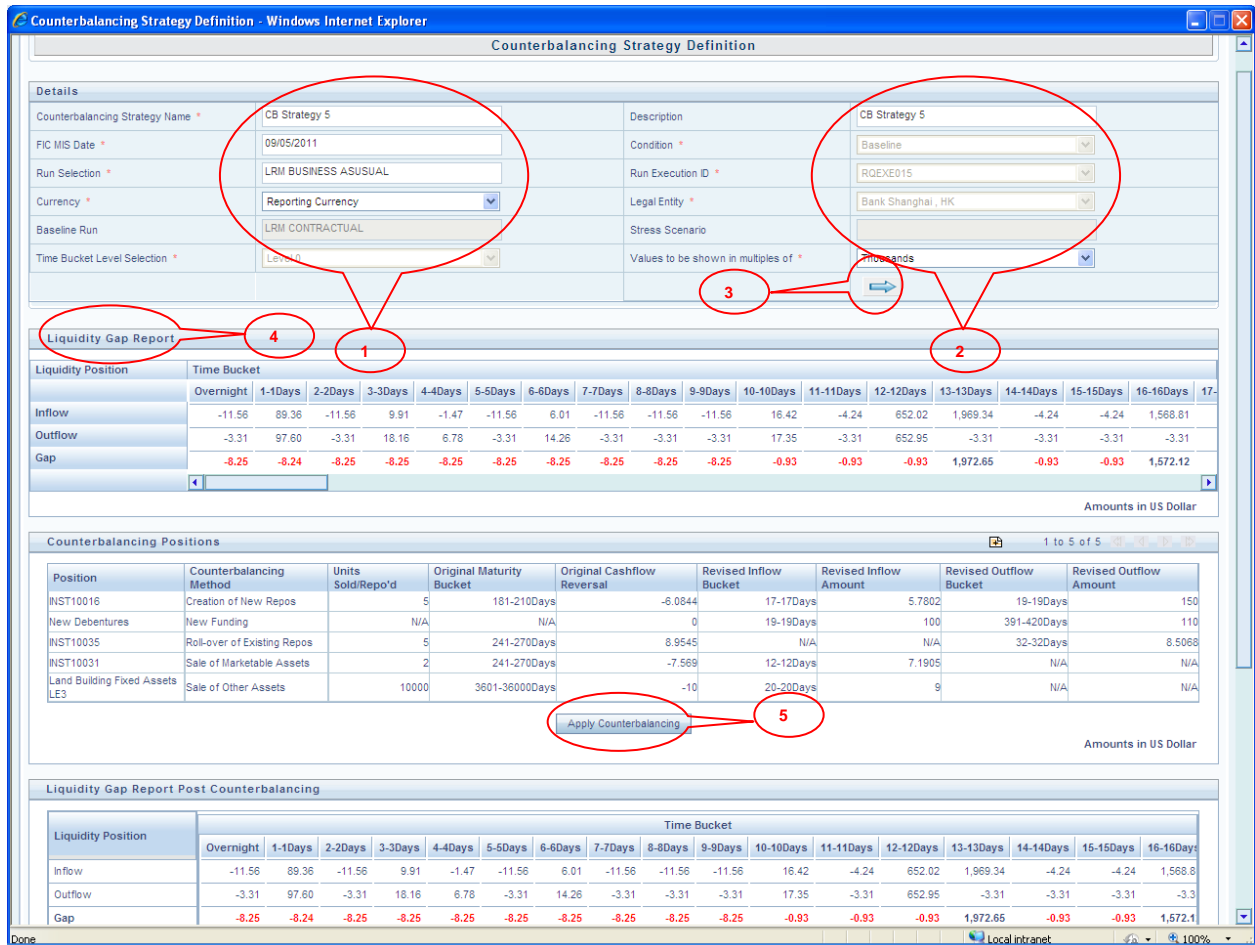 Counterbalancing Strategy Definition - Windows Internet Explorer
Counterbalancing Strategy Definition
Details
Counterbalancing Strategy Name * CB Strategy 5 Description CB Strategy 5
FIC MIS Date * 09/05/2011 Condition * Baseline
Run Selection * LRM BUSINESS ASUSUAL Run Execution ID * RQEXE015
Currency * Reporting Currency Legal Entity * Bank Shanghai , HK
Baseline Run LRM CONTRACTUAL Stress Scenario
Time Bucket Level Selection * Level 0 Values to be shown in multiples of * Thousands
3
Liquidity Gap Report 4 1 2
Liquidity Position Time Bucket
Overnight 1-1Days 2-2Days 3-3Days 4-4Days 5-5Days 6-6Days 7-7Days 8-8Days 9-9Days 10-10Days 11-11Days 12-12Days 13-13Days 14-14Days 15-15Days 16-16Days 17-
Inflow -11.56 89.36 -11.56 9.91 -1.47 -11.56 6.01 -11.56 -11.56 -11.56 16.42 -4.24 652.02 1,969.34 -4.24 -4.24 1,568.81
Outflow -3.31 97.60 -3.31 18.16 6.78 -3.31 14.26 -3.31 -3.31 -3.31 17.35 -3.31 652.95 -3.31 -3.31 -3.31 -3.31
Gap -8.25 -8.24 -8.25 -8.25 -8.25 -8.25 -8.25 -8.25 -8.25 -8.25 -0.93 -0.93 -0.93 1,972.65 -0.93 -0.93 1,572.12
Amounts in US Dollar
Counterbalancing Positions 1 to 5 of 5
Position Counterbalancing Method Units Sold/Repo'd Original Maturity Bucket Original Cashflow Reversal Revised Inflow Bucket Revised Inflow Amount Revised Outflow Bucket Revised Outflow Amount
INST10016 Creation of New Repos 5 181-210Days -6.0844 17-17Days 5.7802 19-19Days 150
New Debentures New Funding N/A N/A 0 19-19Days 100 391-420Days 110
INST10035 Roll-over of Existing Repos 5 241-270Days 8.9545 N/A N/A 32-32Days 8.5068
INST10031 Sale of Marketable Assets 2 241-270Days -7.569 12-12Days 7.1905 N/A N/A
Land Building Fixed Assets LE3 Sale of Other Assets 10000 3601-36000Days -10 20-20Days 9 N/A N/A
Apply Counterbalancing 5
Amounts in US Dollar
Liquidity Gap Report Post Counterbalancing
Liquidity Position Time Bucket
Overnight 1-1Days 2-2Days 3-3Days 4-4Days 5-5Days 6-6Days 7-7Days 8-8Days 9-9Days 10-10Days 11-11Days 12-12Days 13-13Days 14-14Days 15-15Days 16-16Days
Inflow -11.56 89.36 -11.56 9.91 -1.47 -11.56 6.01 -11.56 -11.56 -11.56 16.42 -4.24 652.02 1,969.34 -4.24 -4.24 1,568.8
Outflow -3.31 97.60 -3.31 18.16 6.78 -3.31 14.26 -3.31 -3.31 -3.31 17.35 -3.31 652.95 -3.31 -3.31 -3.31 -3.3
Gap -8.25 -8.24 -8.25 -8.25 -8.25 -8.25 -8.25 -8.25 -8.25 -8.25 -0.93 -0.93 -0.93 1,972.65 -0.93 -0.93 1,572.1
Done Local intranet 100%